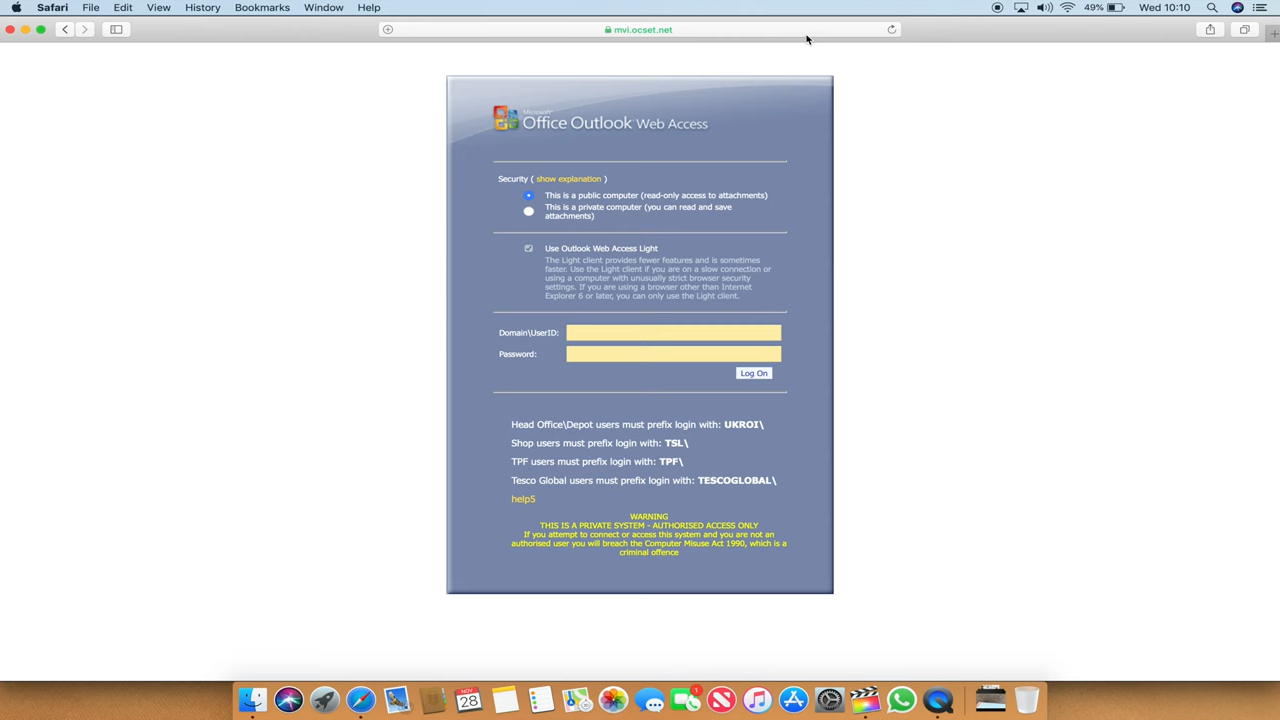 Safari File Edit View History Bookmarks Window Help 49% Wed 10:10
mvi.ocset.net
Microsoft
Office Outlook Web Access
Security ( show explanation )
This is a public computer (read-only access to attachments)
This is a private computer (you can read and save
attachments)
Use Outlook Web Access Light
The Light client provides fewer features and is sometimes
faster. Use the Light client if you are on a slow connection or
using a computer with unusually strict browser security
settings. If you are using a browser other than Internet
Explorer 6 or later, you can only use the Light client.
Domain\UserID:
Password:
Log On
Head Office\Depot users must prefix login with: UKROI\
Shop users must prefix login with: TSL\
TPF users must prefix login with: TPF\
Tesco Global users must prefix login with: TESCOGLOBAL\
help5
WARNING
THIS IS A PRIVATE SYSTEM - AUTHORISED ACCESS ONLY
If you attempt to connect or access this system and you are not an
authorised user you will breach the Computer Misuse Act 1990, which is a
criminal offence
NOV
28
1